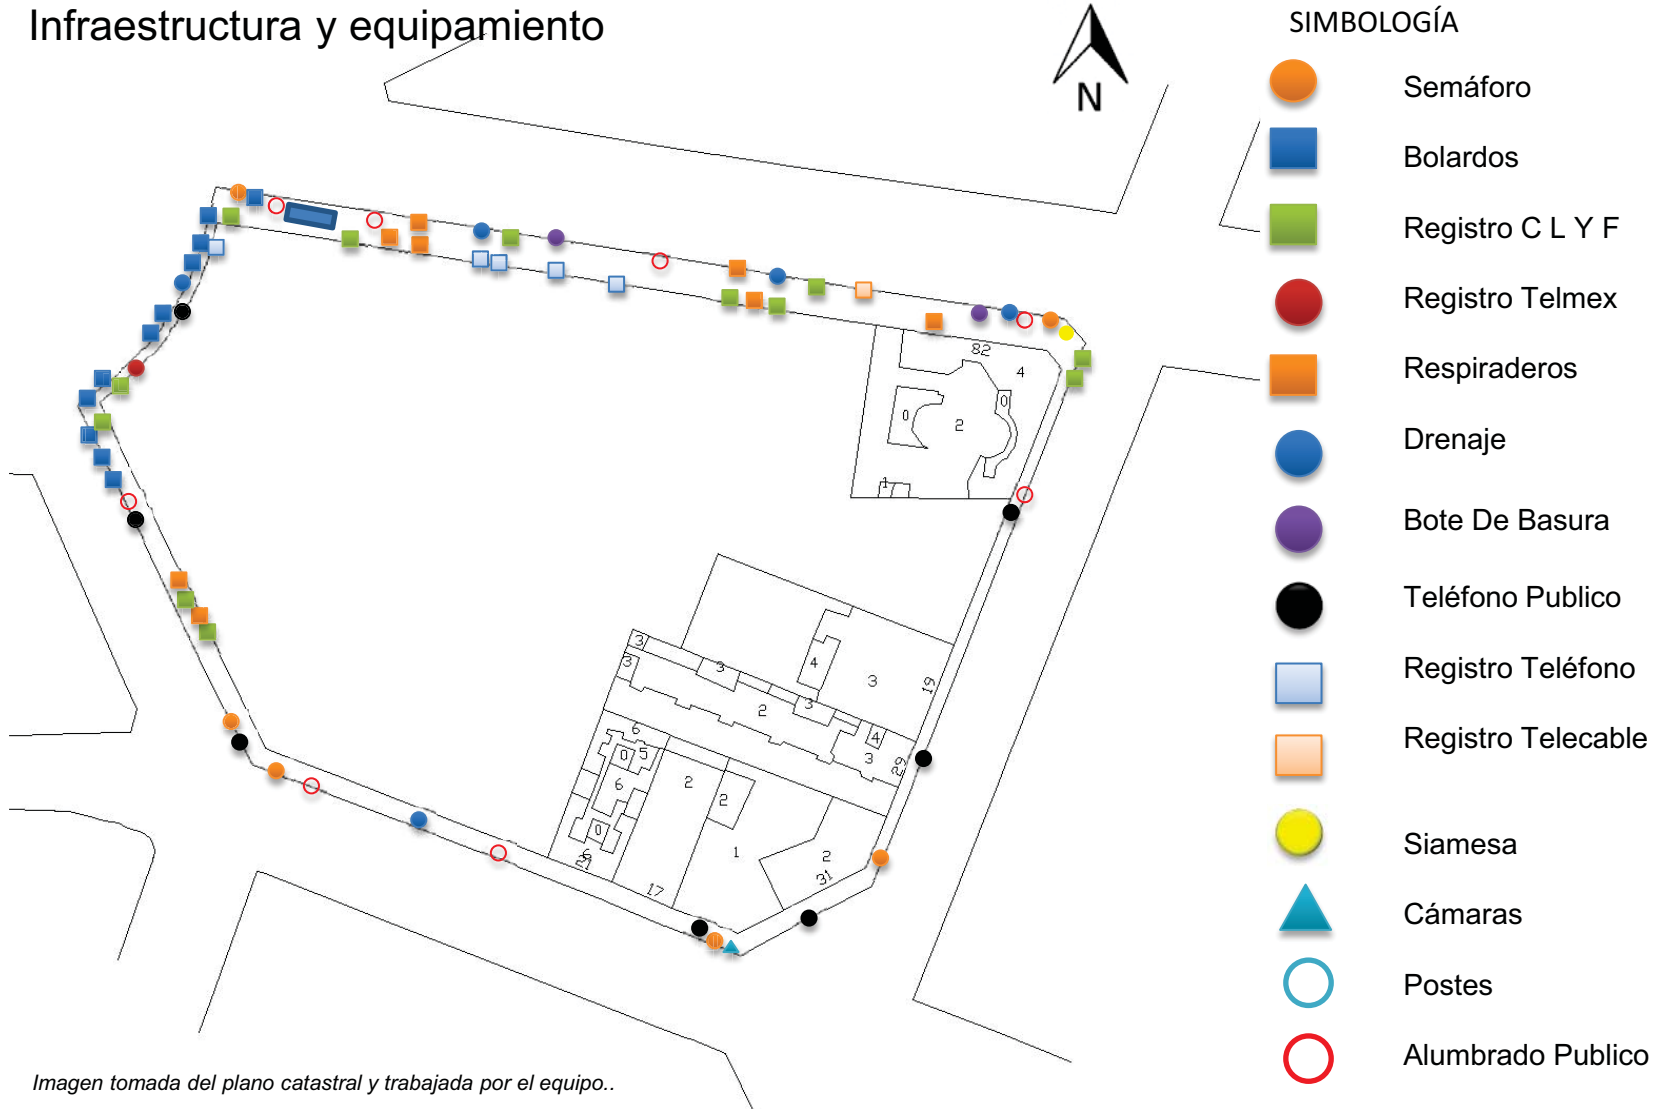 Infraestructura y equipamiento
N
SIMBOLOGÍA
Semáforo
Bolardos
Registro C L Y F
Registro Telmex
Respiraderos
Drenaje
Bote De Basura
Teléfono Publico
Registro Teléfono
Registro Telecable
Siamesa
Cámaras
Postes
Alumbrado Publico
82
4
0
0
2
1
3
3
3
4
3
19
3
2
4
3
29
6
0
5
6
2
2
0
1
2
31
17
Imagen tomada del plano catastral y trabajada por el equipo..